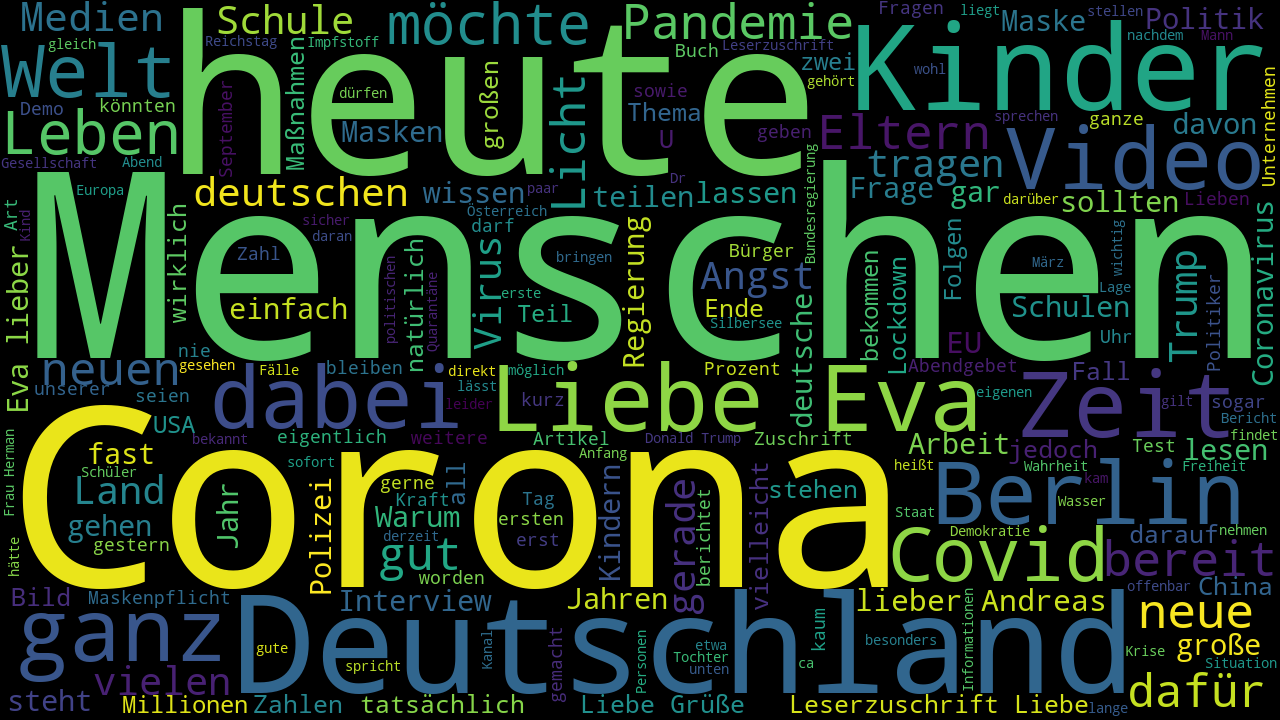 Medien
Schule
möchte
Pandemie
Fragen
liegt
Maske
stellen
Politik
gleich
Reichstag
Impfstoff
Buch
Leserzuschrift
nachdem
Mann
Welt
heute
Kinder
zwei
wohl
gehört
Demo
könnten
September
Maßnahmen
dürfen
großen
Licht
sowie
Thema
U
geben
Masken
Leben
Eltern
sprechen
ganze
davon
Unternehmen
Video
Gesellschaft
Abend
tragen
Europa
deutschen
wissen
paar
teilen
Dr
lassen
Bundesregierung
Frage
gar
darüber
sollten
Lieben
Art
Kind
Menschen
wirklich
sicher
daran
Österreich
darf
Zahl
politischen
natürlich
Quarantäne
Virus
bringen
Regierung
Bürger
Angst
bekommen
Lockdown
Folgen
März
wichtig
Lage
Trump
Politiker
Coronavirus
Eva lieber
einfach
erste
Teil
Ende
Silbersee
deutsche
Schulen
Uhr
neuen
nie
gesehen
Fälle
bleiben
direkt
möglich
Prozent
EU
Abendgebet
Fall
unserer
seien
dabei
lässt
leider
kurz
Liebe
Eva
eigenen
Zeit
gilt
sogar
Bericht
USA
bekannt
eigentlich
weitere
Artikel
Donald Trump
Zuschrift
Arbeit
jedoch
Test
findet
lesen
Frau Herman
fast
Schüler
sofort
Anfang
heißt
Wahrheit
Freiheit
Corona
Land
Jahr
Polizei
gerne
all
Kraft
Tag
Kindern
gerade
berichtet
vielleicht
stehen
kam
Wasser
Berlin
gehen
gestern
Warum
ersten
Staat
Demokratie
nehmen
hätte
derzeit
gut
erst
worden
Covid
darauf
bereit
Bild
Maskenpflicht
Interview
Jahren
lieber Andreas
offenbar
China
ganz
Deutschland
neue
gute
spricht
Kanal
gemacht
Personen
etwa
Tochter
unten
ca
kaum
besonders
Informationen
Krise
große
Situation
vielen
steht
Millionen
Zahlen
tatsächlich
Liebe Grüße
Leserzuschrift Liebe
lange
dafür